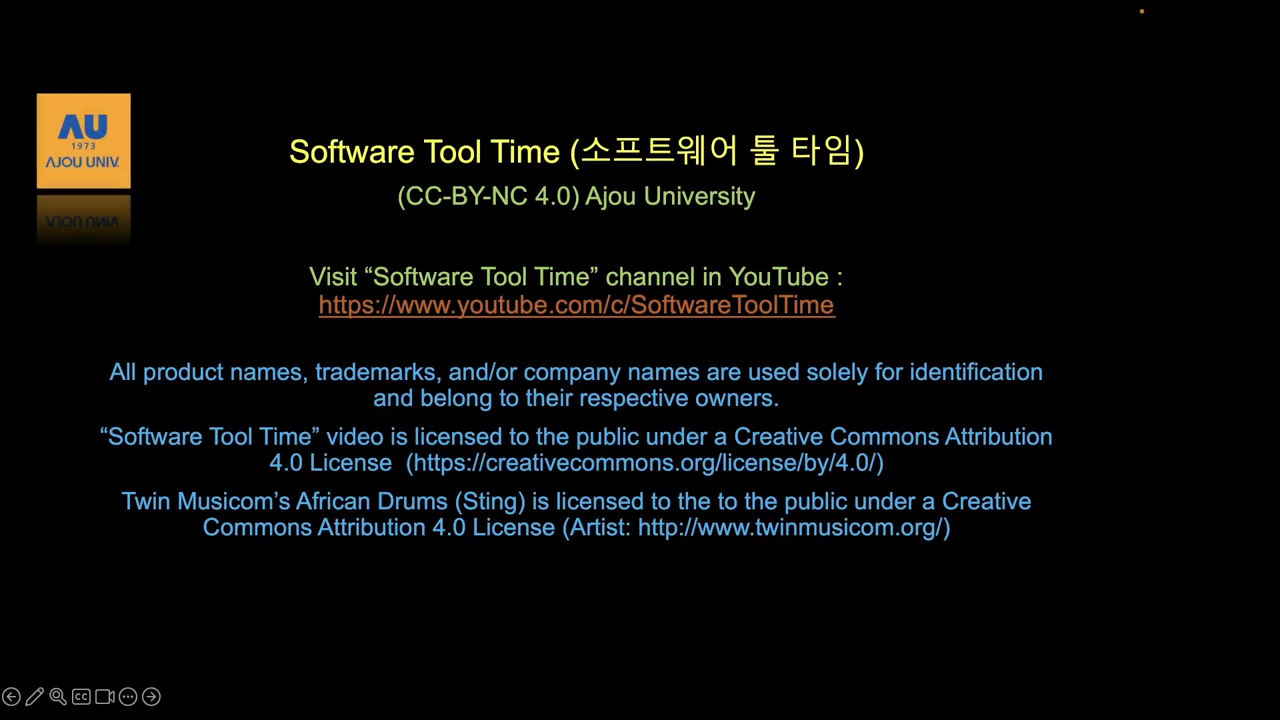 AU
1973
AJOU UNIV.
Software Tool Time (소프트웨어 툴 타임)
(CC-BY-NC 4.0) Ajou University
Visit “Software Tool Time” channel in YouTube :
https://www.youtube.com/c/SoftwareToolTime
All product names, trademarks, and/or company names are used solely for identification
and belong to their respective owners.
“Software Tool Time” video is licensed to the public under a Creative Commons Attribution
4.0 License (https://creativecommons.org/license/by/4.0/)
Twin Musicom’s African Drums (Sting) is licensed to the to the public under a Creative
Commons Attribution 4.0 License (Artist: http://www.twinmusicom.org/)
CC